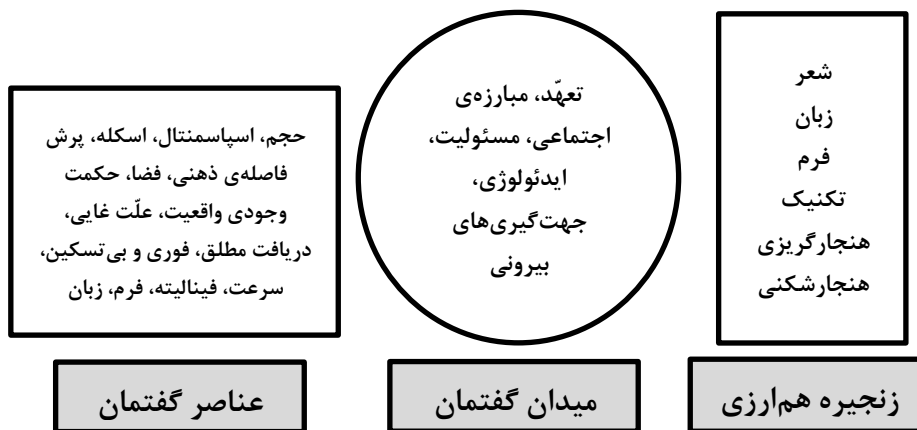 شعر
زبان
فرم
تکنیک
هنجارگریزی
هنجارشکنی
زنجیره هم‌ارزی
تعهّد، مبارزه‌ی
اجتماعی، مسئولیت،
ایدئولوژی،
جهت‌گیری‌های
بیرونی
میدان گفتمان
حجم، اسپاسمنتال، اسکله، پرش
فاصله‌ی ذهنی، فضا، حکمت
وجودی واقعیت، علّت غایی،
دریافت مطلق، فوری و بی‌تسکین،
سرعت، فینالیته، فرم، زبان
عناصر گفتمان